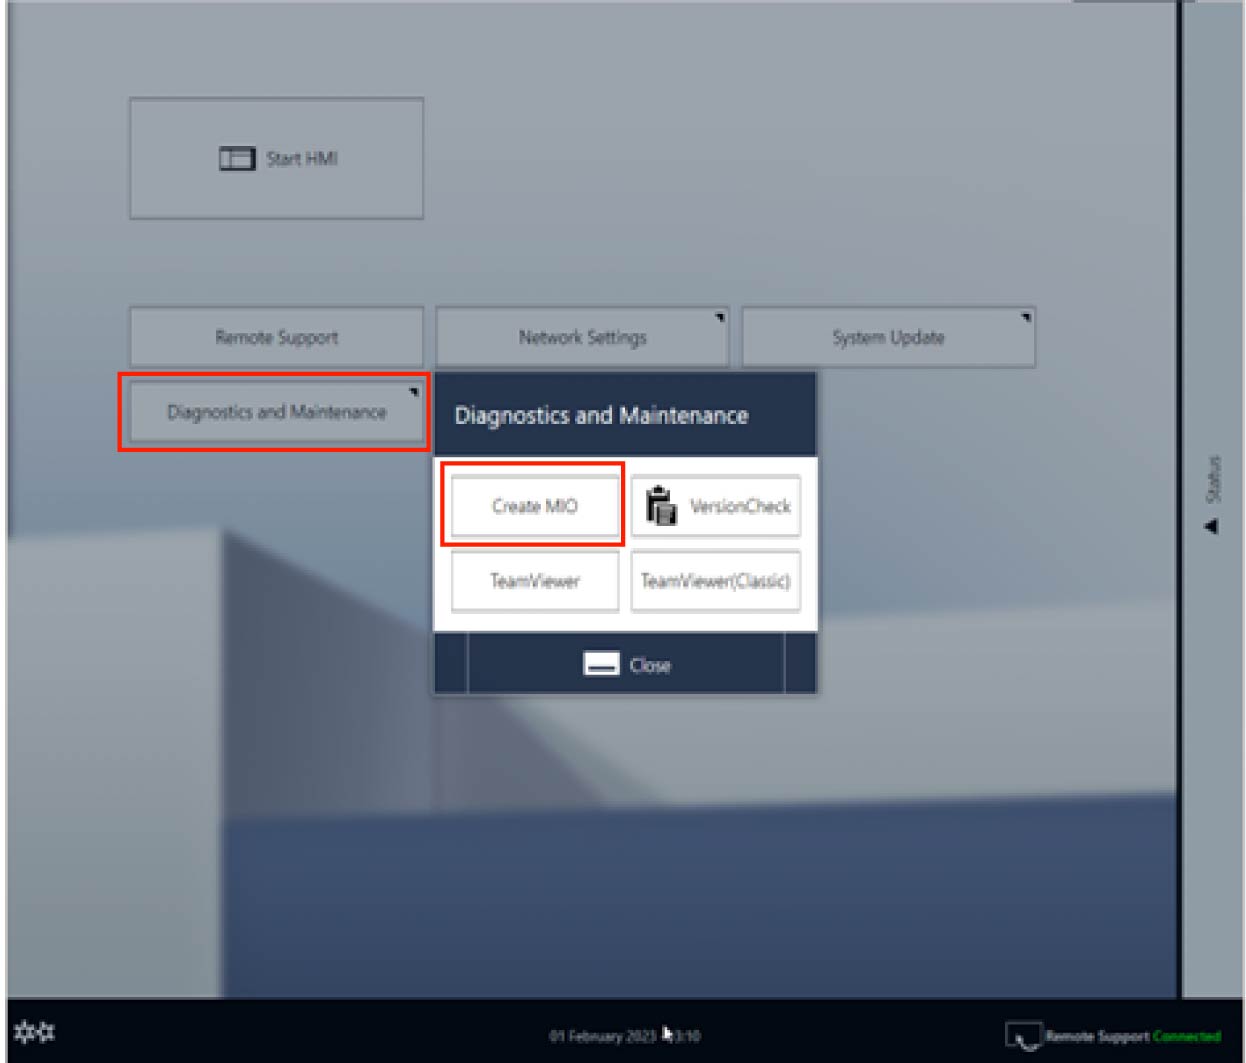 Start HMI
Remote Support
Network Settings
System Update
Diagnostics and Maintenance
Diagnostics and Maintenance
Create MIO
VersionCheck
TeamViewer
TeamViewer(Classic)
Close
Status
01 February 2023 3:10
Remote Support Connected